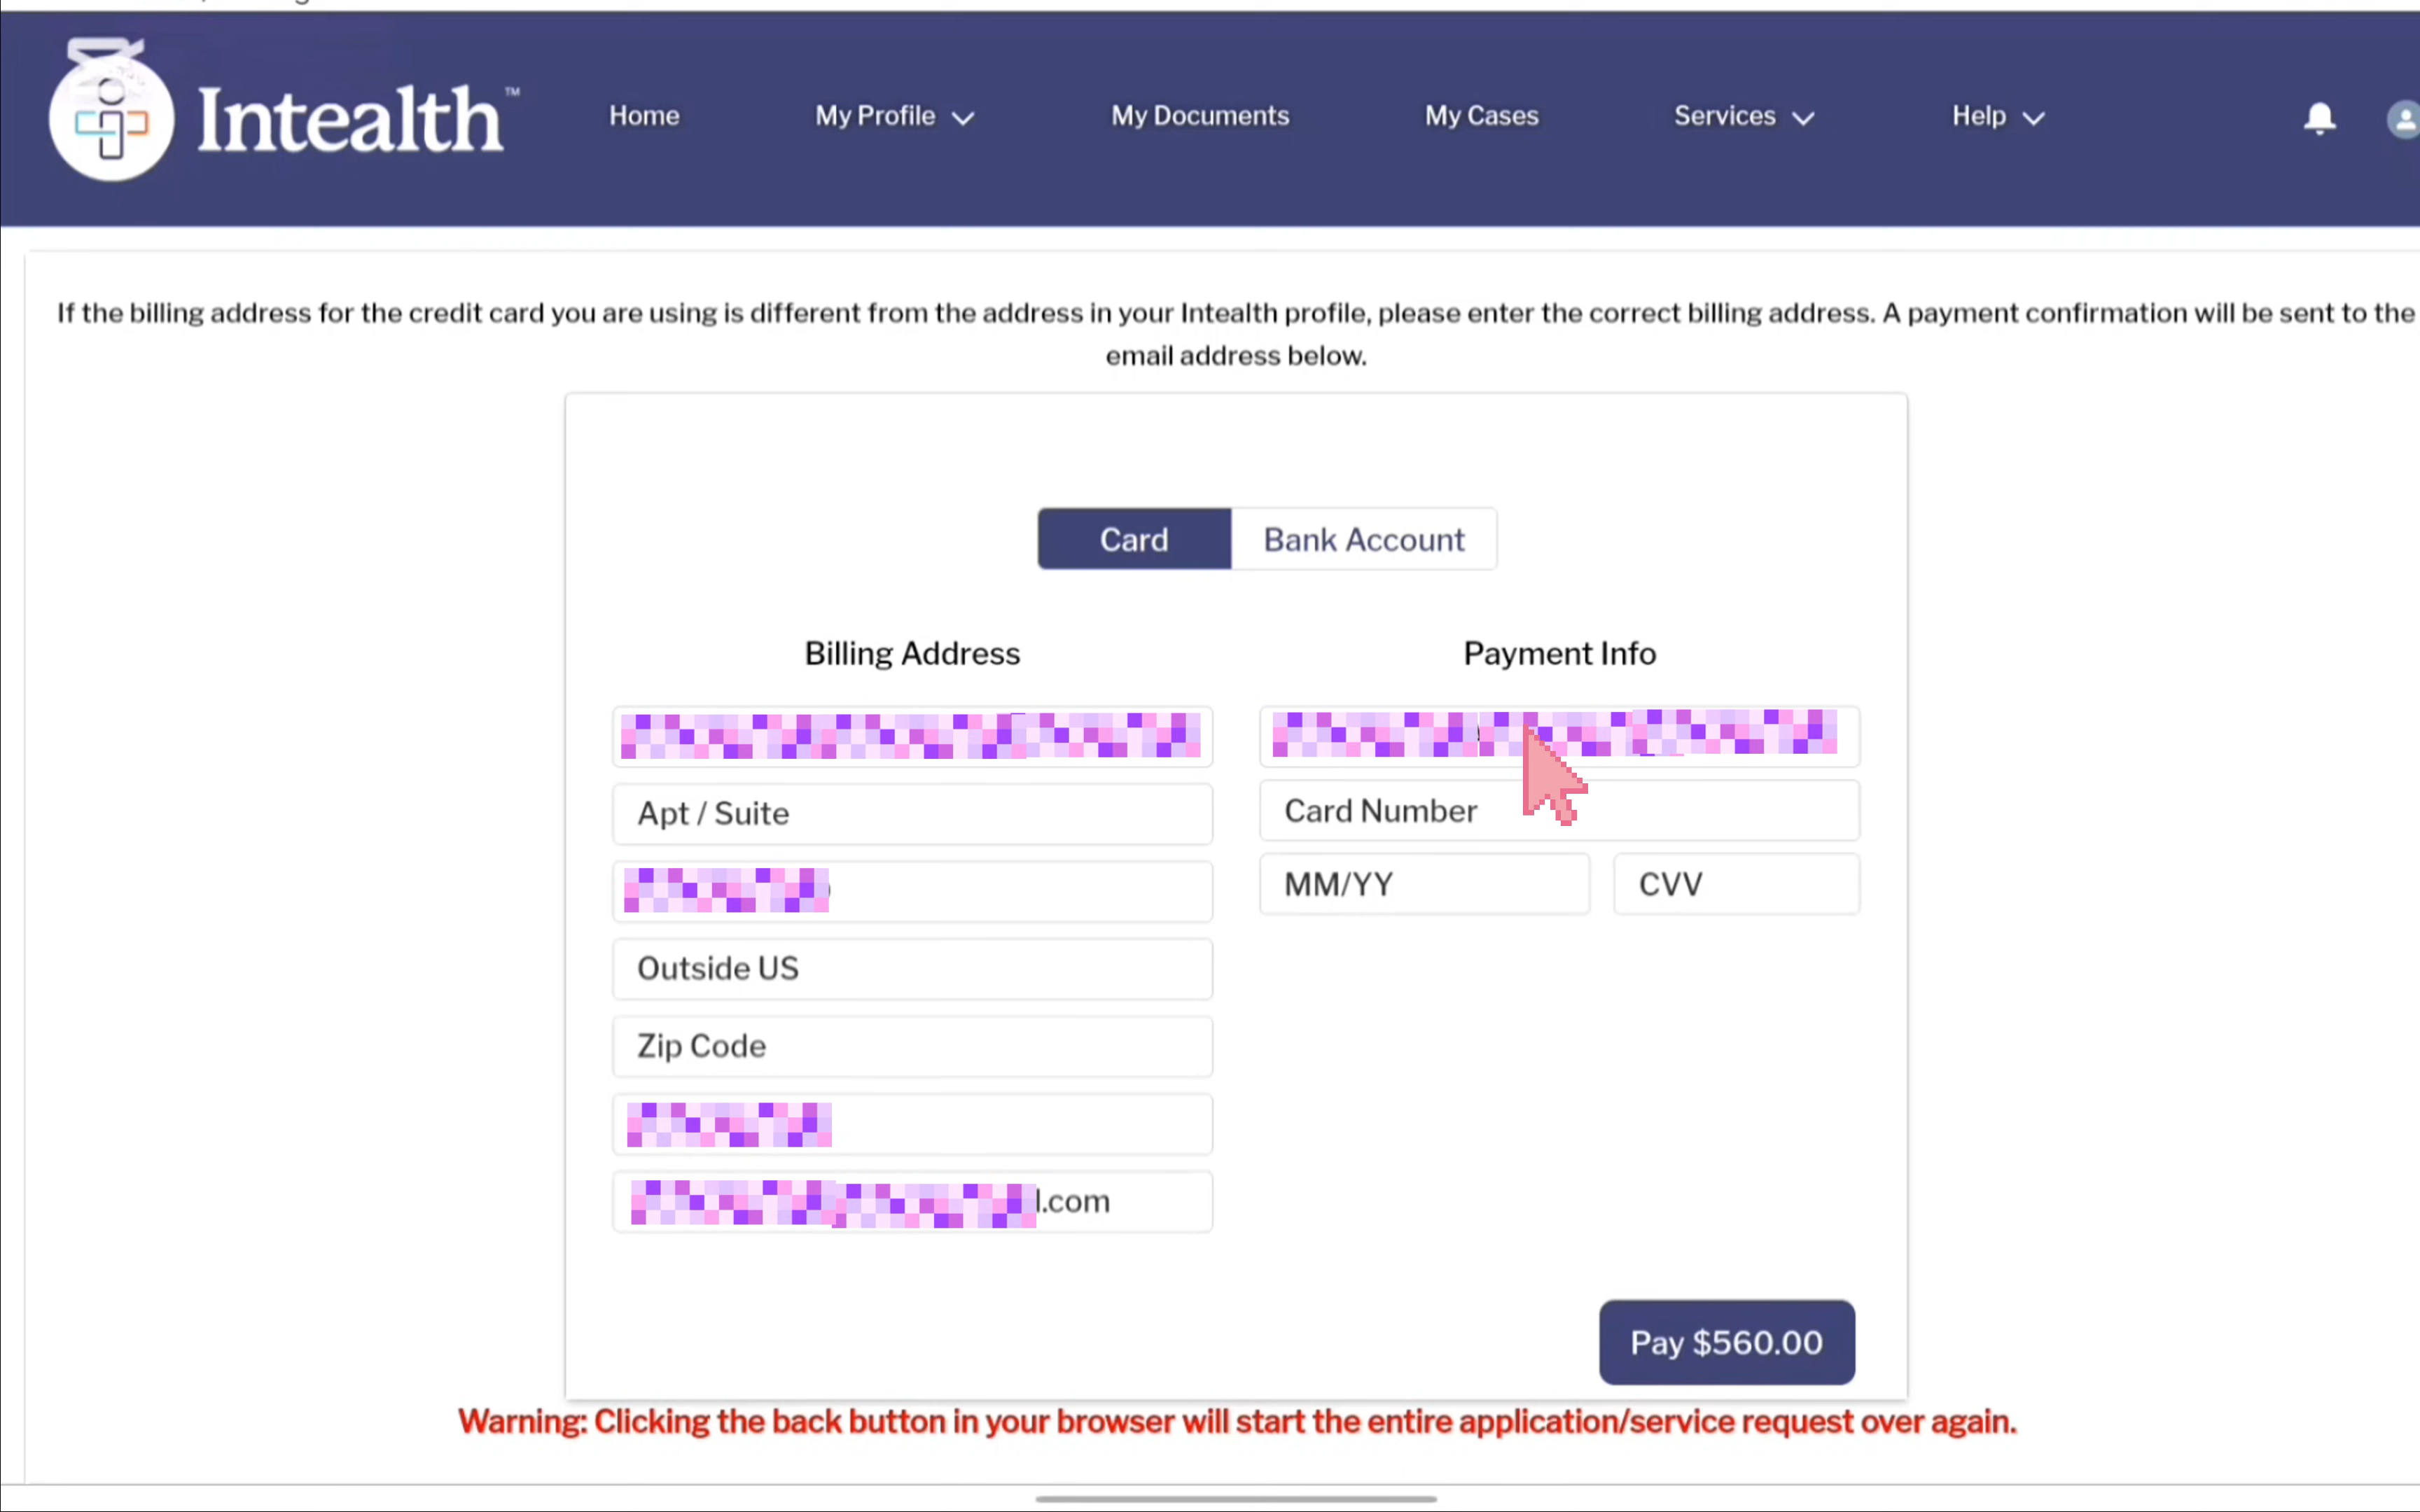 Intealth™
Home My Profile My Documents My Cases Services Help
If the billing address for the credit card you are using is different from the address in your Intealth profile, please enter the correct billing address. A payment confirmation will be sent to the
email address below.
Card Bank Account
Billing Address
Apt / Suite
Outside US
Zip Code
l.com
Payment Info
Card Number
MM/YY CVV
Pay $560.00
Warning: Clicking the back button in your browser will start the entire application/service request over again.